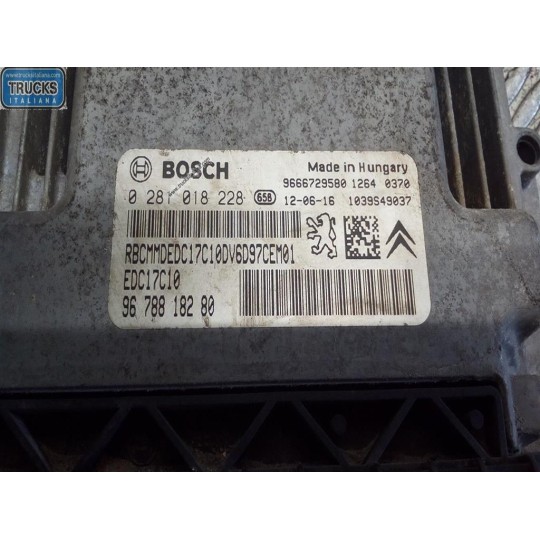 TRUCKS
ITALIANA
BOSCH
Made in Hungary
9666729580 1264 0370
0 281 018 228 65B 12-06-16 1039S49037
RBCMMDEDC17C10DV6D97CEM01
EDC17C10
96 788 182 80